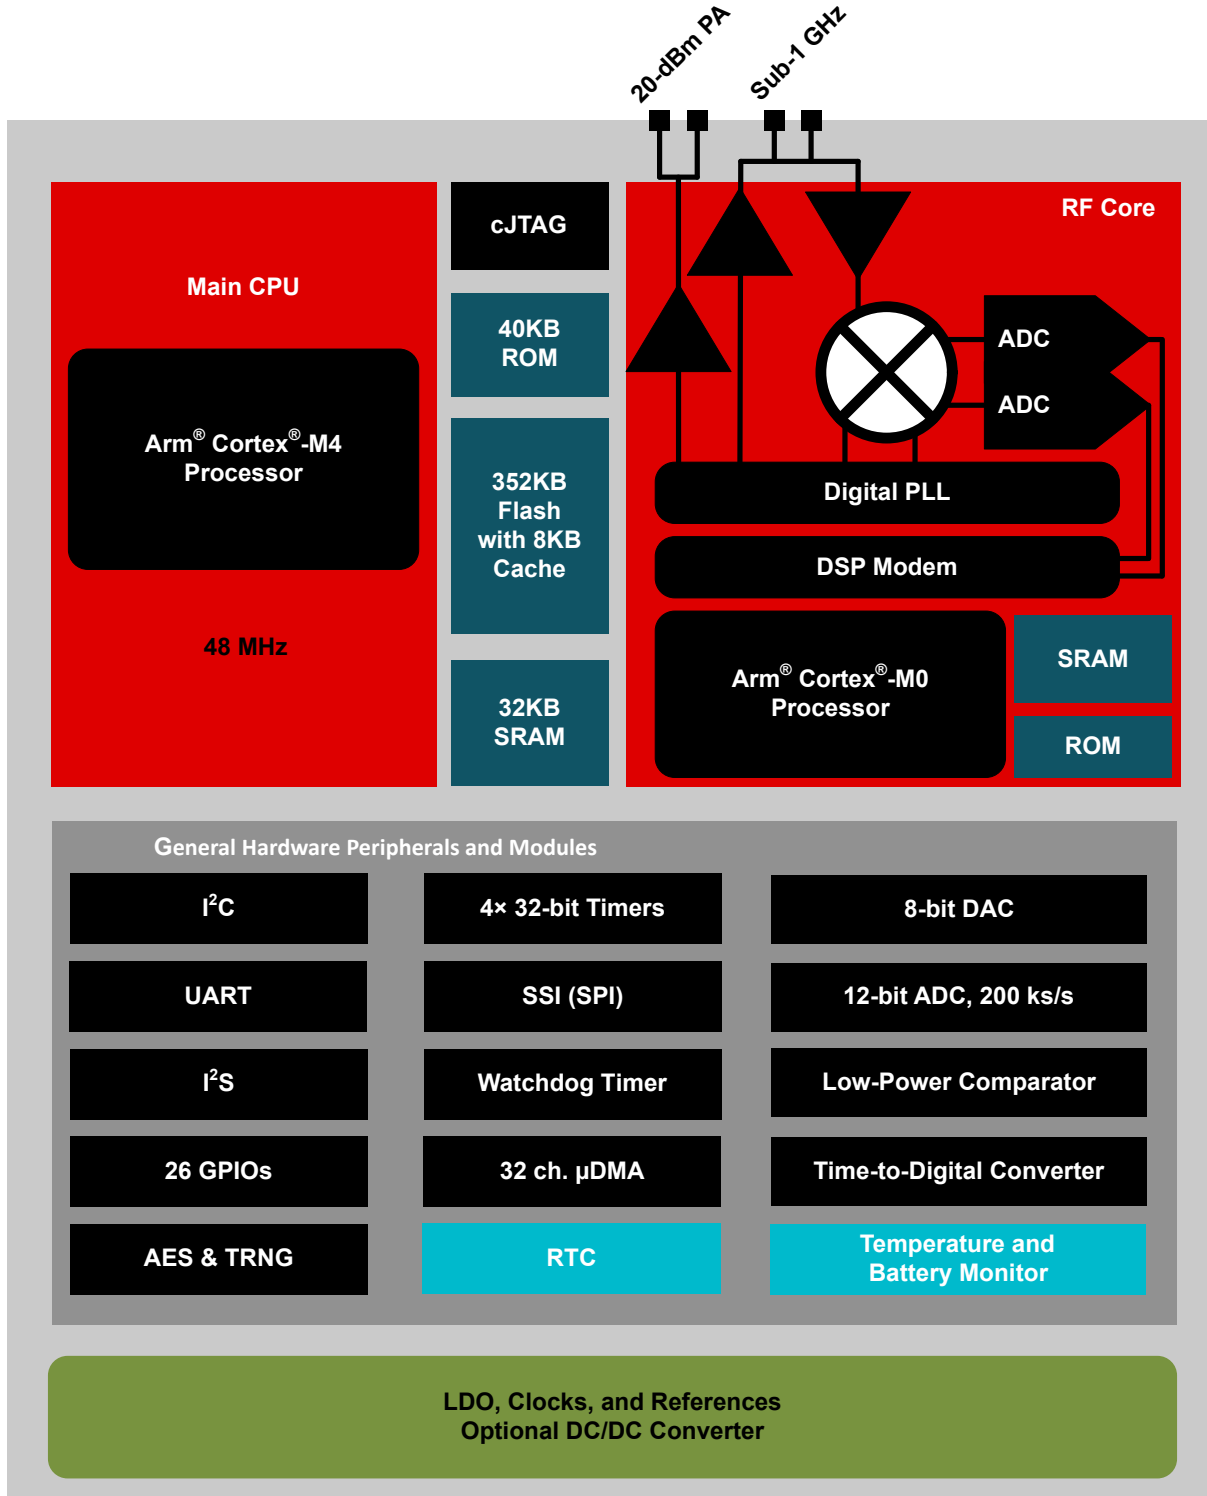 20-dBm PA
Sub-1 GHz
Main CPU
Arm® Cortex®-M4
Processor
48 MHz
cJTAG
40KB
ROM
352KB
Flash
with 8KB
Cache
32KB
SRAM
RF Core
ADC
ADC
Digital PLL
DSP Modem
Arm® Cortex®-M0
Processor
SRAM
ROM
General Hardware Peripherals and Modules
I²C
4× 32-bit Timers
8-bit DAC
UART
SSI (SPI)
12-bit ADC, 200 ks/s
I²S
Watchdog Timer
Low-Power Comparator
26 GPIOs
32 ch. µDMA
Time-to-Digital Converter
AES & TRNG
RTC
Temperature and
Battery Monitor
LDO, Clocks, and References
Optional DC/DC Converter